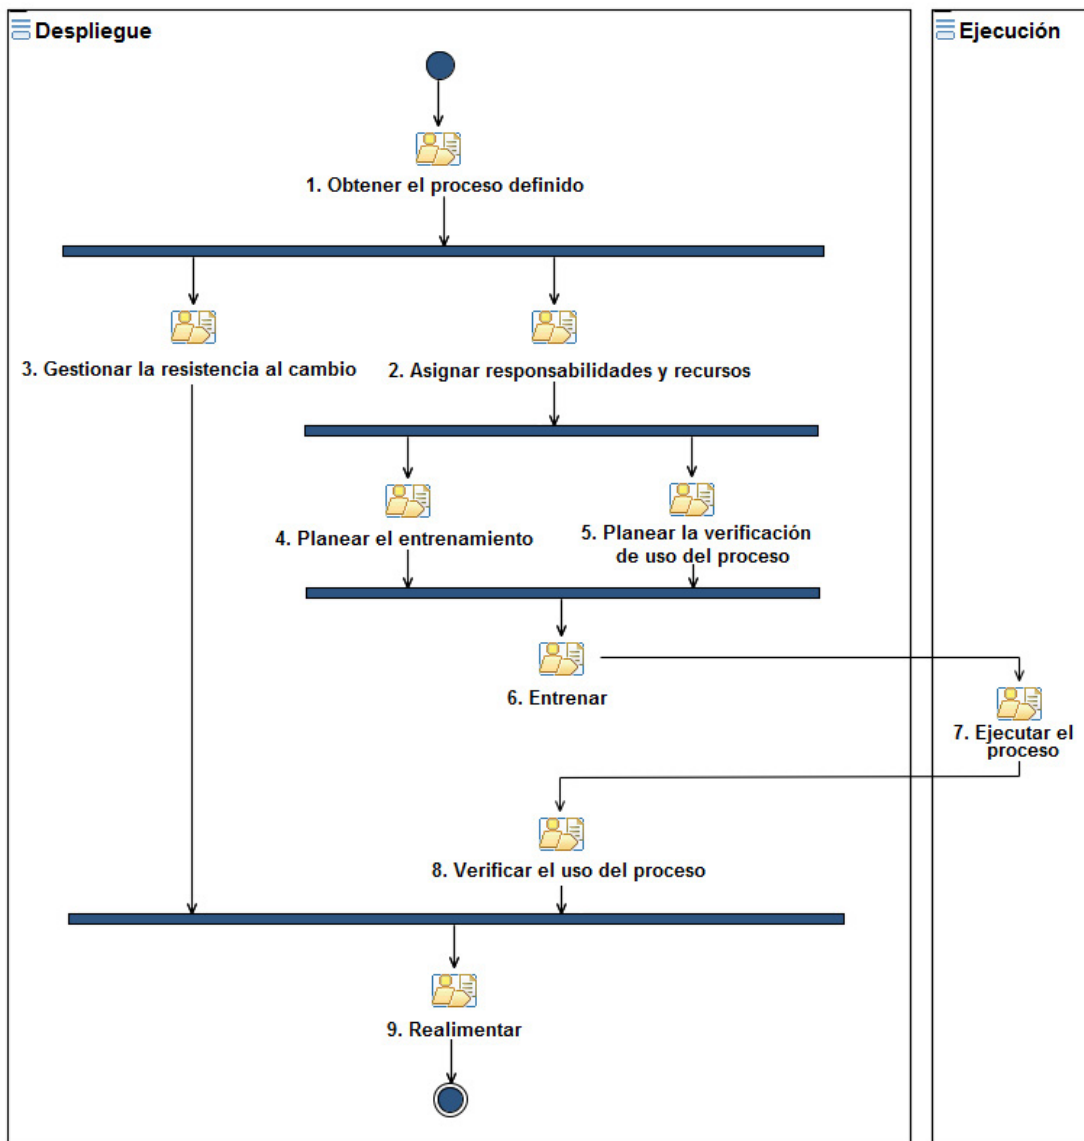 Despliegue
Ejecución
1. Obtener el proceso definido
3. Gestionar la resistencia al cambio
2. Asignar responsabilidades y recursos
4. Planear el entrenamiento
5. Planear la verificación
de uso del proceso
6. Entrenar
7. Ejecutar el
proceso
8. Verificar el uso del proceso
9. Realimentar